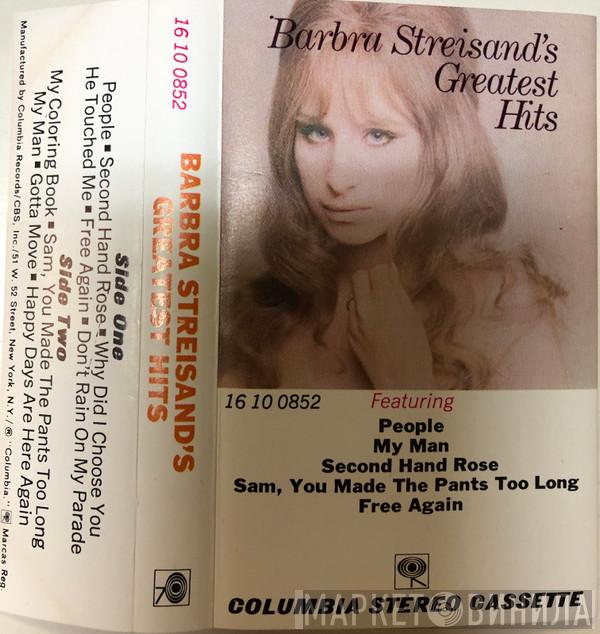 Barbra Streisand's
Greatest
Hits
16 10 0852
Featuring
People
My Man
Second Hand Rose
Sam, You Made The Pants Too Long
Free Again
COLUMBIA STEREO CASSETTE
16 10 0852
BARBRA STREISAND'S
GREATEST HITS
Side One
People ▪ Second Hand Rose ▪ Why Did I Choose You
He Touched Me ▪ Free Again ▪ Don't Rain On My Parade
Side Two
My Coloring Book ▪ Sam, You Made The Pants Too Long
My Man ▪ Gotta Move ▪ Happy Days Are Here Again
Manufactured by Columbia Records/CBS, Inc./51 W. 52 Street, New York, N.Y./℗ "Columbia," Marcas Reg.
МАРКЕТ ВИНИЛА